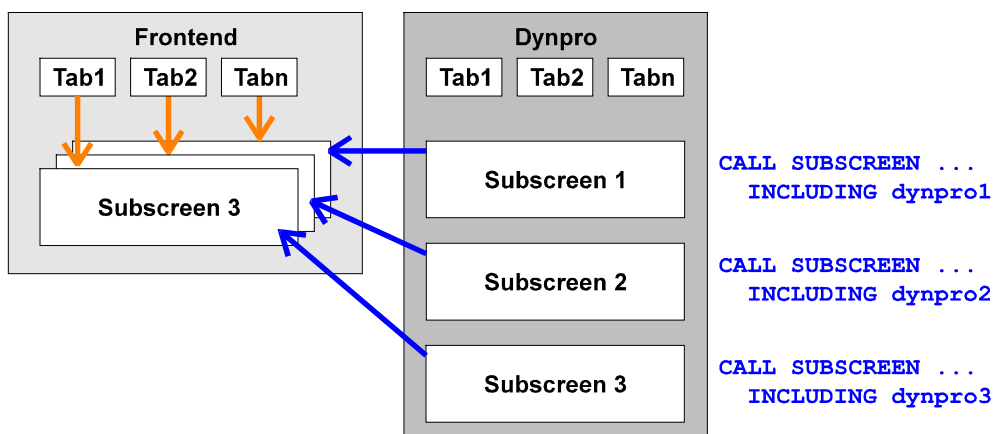 Frontend
Tab1 Tab2 Tabn
Subscreen 3
Dynpro
Tab1 Tab2 Tabn
Subscreen 1
Subscreen 2
Subscreen 3
CALL SUBSCREEN ...
INCLUDING dynpro1
CALL SUBSCREEN ...
INCLUDING dynpro2
CALL SUBSCREEN ...
INCLUDING dynpro3